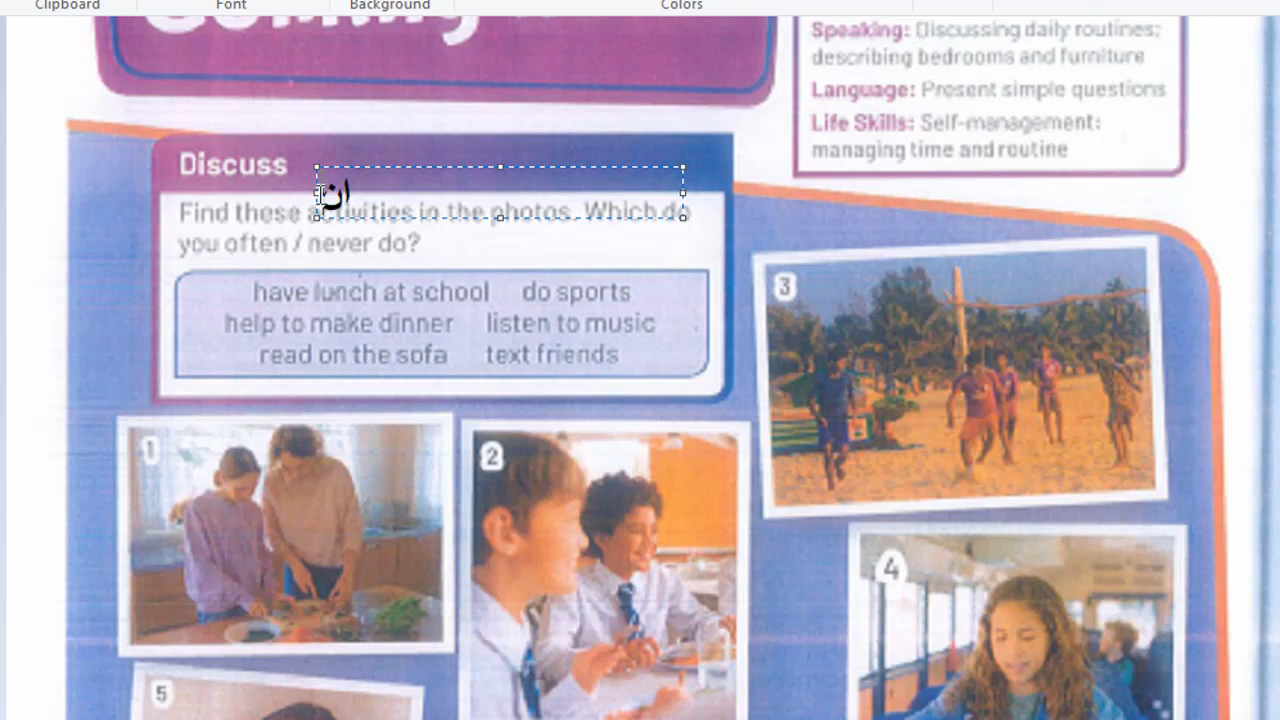 Clipboard
Font
Background
Colors
Speaking: Discussing daily routines;
describing bedrooms and furniture
Language: Present simple questions
Life Skills: Self-management:
managing time and routine
Discuss
ان
Find these activities in the photos. Which do
you often / never do?
have lunch at school do sports
help to make dinner listen to music
read on the sofa text friends
3
1
2
4
5